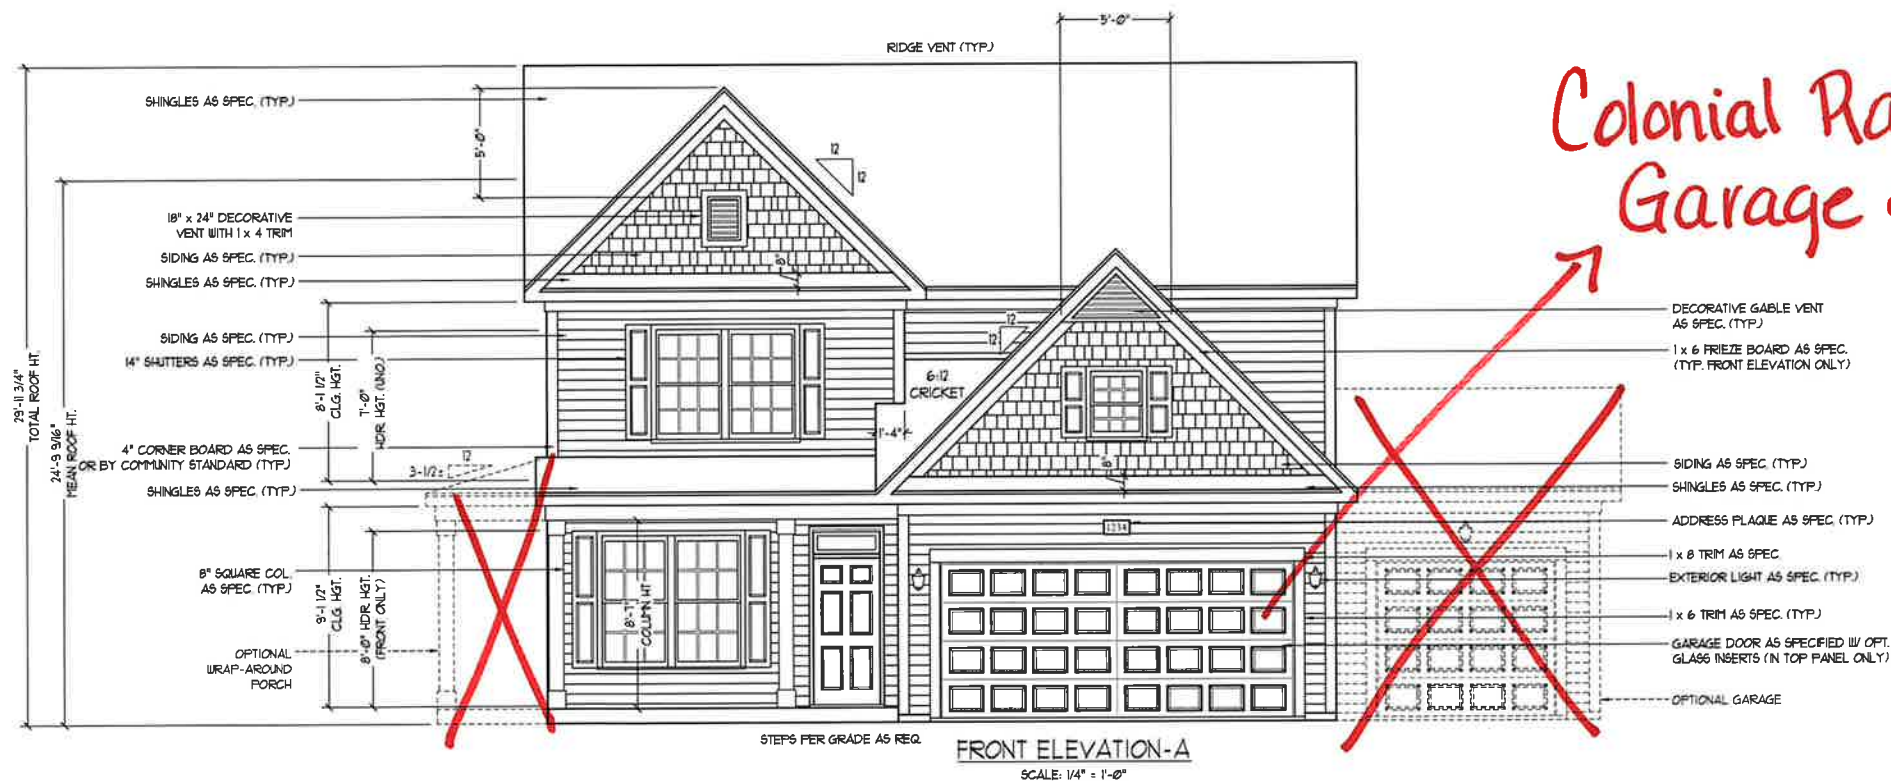 5'-0"
RIDGE VENT (TYP.)
Colonial
Garage
SHINGLES AS SPEC. (TYP.)
5'-0"
12
12
18" x 24" DECORATIVE
VENT WITH 1 x 4 TRIM
SIDING AS SPEC. (TYP.)
SHINGLES AS SPEC. (TYP.)
8"
DECORATIVE GABLE VENT
AS SPEC. (TYP.)
12
12
SIDING AS SPEC. (TYP.)
14" SHUTTERS AS SPEC. (TYP.)
1 x 6 FRIEZE BOARD AS SPEC.
(TYP. FRONT ELEVATION ONLY)
29'-11 3/4"
TOTAL ROOF HT.
24'-9 9/16"
MEAN ROOF HT.
8'-1 1/2"
CLG. HGT.
7'-0"
HDR. HGT. (UNO.)
6:12
CRICKET
1'-4"
4" CORNER BOARD AS SPEC.
OR BY COMMUNITY STANDARD (TYP.)
12
3-1/2
SHINGLES AS SPEC. (TYP.)
8"
SIDING AS SPEC. (TYP.)
SHINGLES AS SPEC. (TYP.)
1234
ADDRESS PLAQUE AS SPEC. (TYP.)
1 x 8 TRIM AS SPEC.
8" SQUARE COL.
AS SPEC. (TYP.)
9'-1 1/2"
CLG. HGT.
8'-0" HDR. HGT.
(FRONT ONLY)
8'-1"
COLUMN HT
EXTERIOR LIGHT AS SPEC. (TYP.)
1 x 6 TRIM AS SPEC. (TYP.)
GARAGE DOOR AS SPECIFIED W/ OPT.
GLASS INSERTS (IN TOP PANEL ONLY)
OPTIONAL
WRAP-AROUND
PORCH
OPTIONAL GARAGE
STEPS PER GRADE AS REQ.
FRONT ELEVATION-A
SCALE: 1/4" = 1'-0"